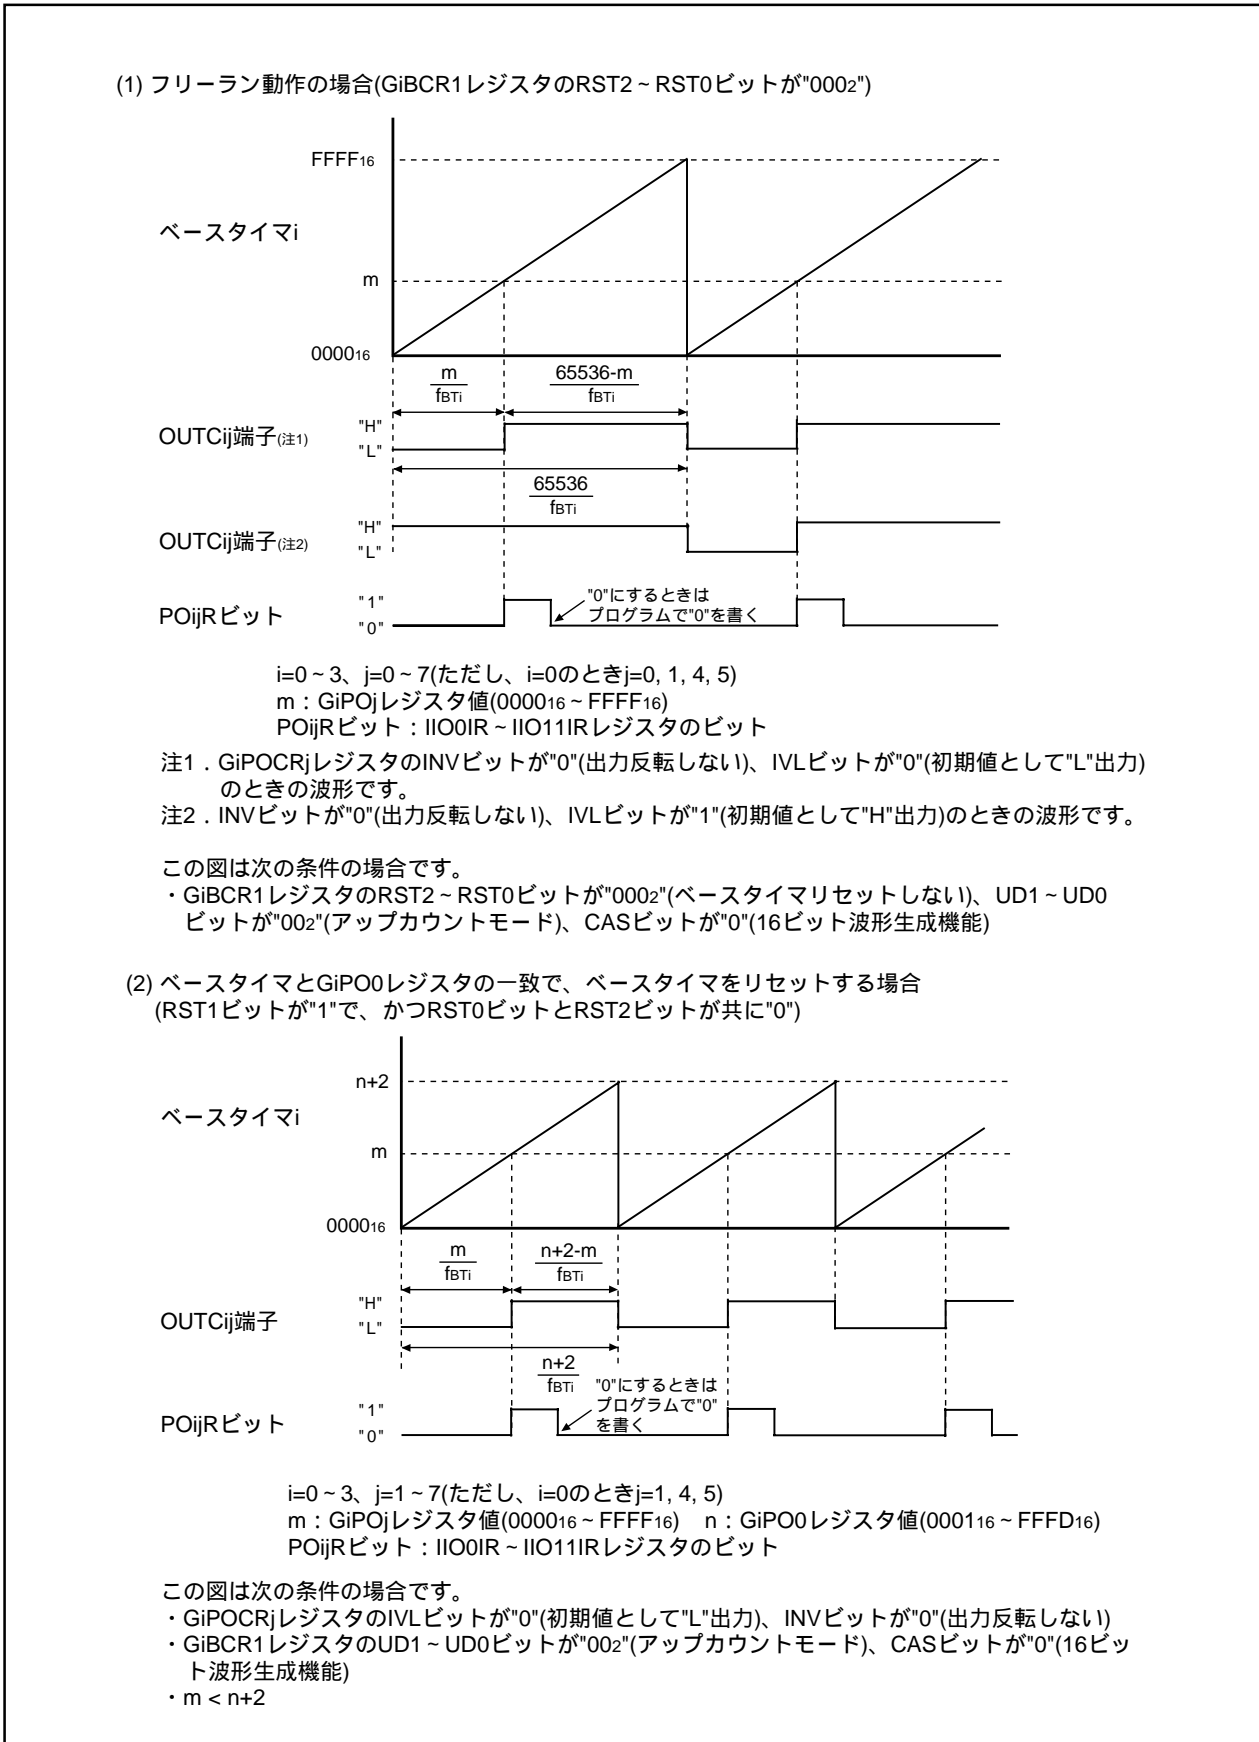 (1) フリーラン動作の場合(GiBCR1レジスタのRST2~RST0ビットが"0002")
FFFF16
ベースタイマi
m
000016
m
fBTi
65536-m
fBTi
OUTCij端子(注1)
"H"
"L"
65536
fBTi
OUTCij端子(注2)
"H"
"L"
"0"にするときは
プログラムで"0"を書く
POijRビット
"1"
"0"
i=0~3、j=0~7(ただし、i=0のときj=0, 1, 4, 5)
m:GiPOjレジスタ値(000016~FFFF16)
POijRビット:IIO0IR~IIO11IRレジスタのビット
注1.GiPOCRjレジスタのINVビットが"0"(出力反転しない)、IVLビットが"0"(初期値として"L"出力)
のときの波形です。
注2.INVビットが"0"(出力反転しない)、IVLビットが"1"(初期値として"H"出力)のときの波形です。
この図は次の条件の場合です。
・GiBCR1レジスタのRST2~RST0ビットが"0002"(ベースタイマリセットしない)、UD1~UD0
ビットが"002"(アップカウントモード)、CASビットが"0"(16ビット波形生成機能)
(2) ベースタイマとGiPO0レジスタの一致で、ベースタイマをリセットする場合
(RST1ビットが"1"で、かつRST0ビットとRST2ビットが共に"0")
n+2
ベースタイマi
m
000016
m
fBTi
n+2-m
fBTi
OUTCij端子
"H"
"L"
n+2
fBTi
"0"にするときは
プログラムで"0"
を書く
POijRビット
"1"
"0"
i=0~3、j=1~7(ただし、i=0のときj=1, 4, 5)
m:GiPOjレジスタ値(000016~FFFF16) n:GiPO0レジスタ値(000116~FFFD16)
POijRビット:IIO0IR~IIO11IRレジスタのビット
この図は次の条件の場合です。
・GiPOCRjレジスタのIVLビットが"0"(初期値として"L"出力)、INVビットが"0"(出力反転しない)
・GiBCR1レジスタのUD1~UD0ビットが"002"(アップカウントモード)、CASビットが"0"(16ビッ
ト波形生成機能)
・m < n+2